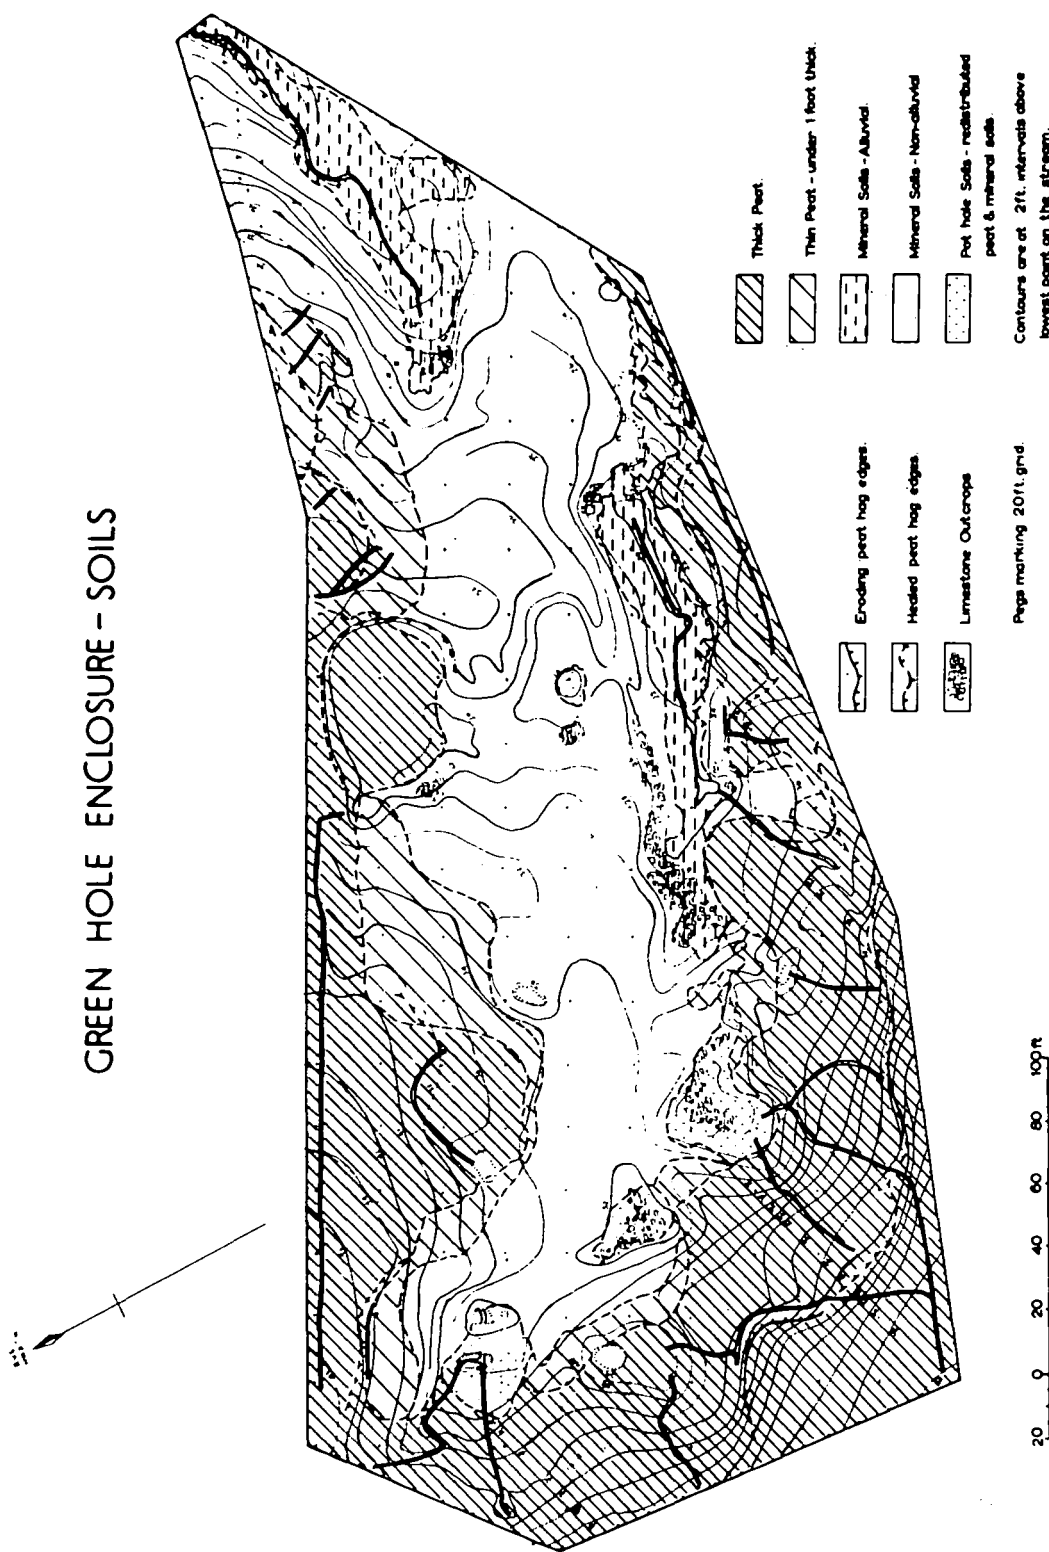 GREEN HOLE ENCLOSURE – SOILS
Eroding peat hag edges.
Healed peat hag edges.
Limestone Outcrops
Pegs marking 20ft. grid.
Thick Peat.
Thin Peat - under 1 foot thick.
Mineral Soils - Alluvial.
Mineral Soils - Non-alluvial
Pot hole Soils - redistributed
peat & mineral soils.
Contours are at 2ft. intervals above
lowest point on the stream.
20 0 20 40 60 80 100ft